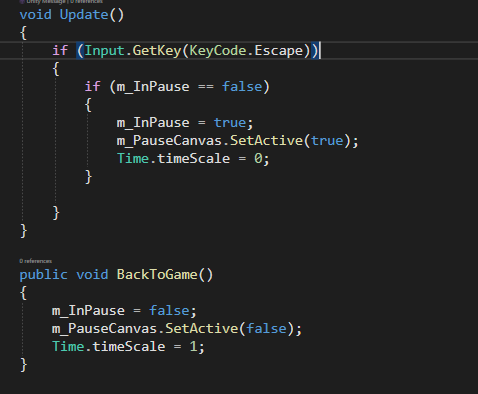 Unity Message | 0 references
void Update()
{
if (Input.GetKey(KeyCode.Escape))
{
if (m_InPause == false)
{
m_InPause = true;
m_PauseCanvas.SetActive(true);
Time.timeScale = 0;
}
}
}
0 references
public void BackToGame()
{
m_InPause = false;
m_PauseCanvas.SetActive(false);
Time.timeScale = 1;
}